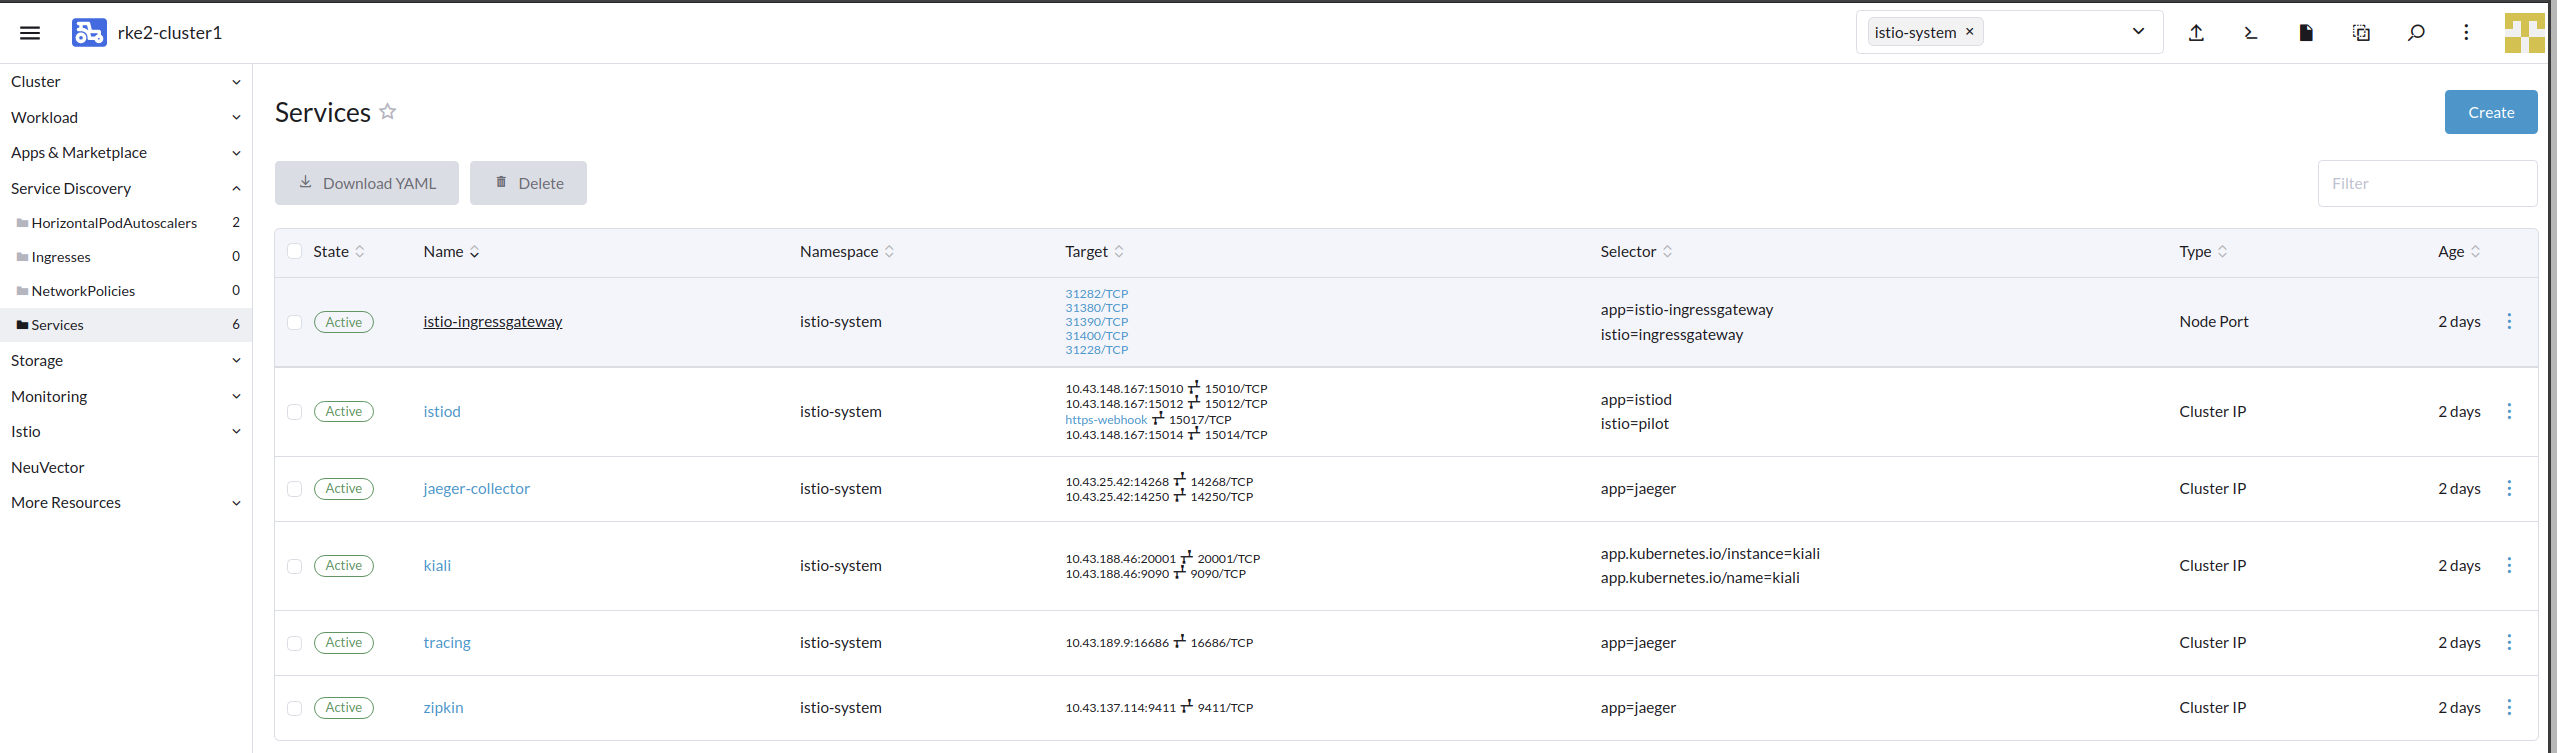 rke2-cluster1
istio-system ×
Cluster
Workload
Apps & Marketplace
Service Discovery
HorizontalPodAutoscalers 2
Ingresses 0
NetworkPolicies 0
Services 6
Storage
Monitoring
Istio
NeuVector
More Resources
Services
Create
Download YAML
Delete
Filter
State Name Namespace Target Selector Type Age
Active istio-ingressgateway istio-system
31282/TCP
31380/TCP
31390/TCP
31400/TCP
31228/TCP
app=istio-ingressgateway
istio=ingressgateway
Node Port 2 days
Active istiod istio-system
10.43.148.167:15010 15010/TCP
10.43.148.167:15012 15012/TCP
https-webhook 15017/TCP
10.43.148.167:15014 15014/TCP
app=istiod
istio=pilot
Cluster IP 2 days
Active jaeger-collector istio-system
10.43.25.42:14268 14268/TCP
10.43.25.42:14250 14250/TCP
app=jaeger
Cluster IP 2 days
Active kiali istio-system
10.43.188.46:20001 20001/TCP
10.43.188.46:9090 9090/TCP
app.kubernetes.io/instance=kiali
app.kubernetes.io/name=kiali
Cluster IP 2 days
Active tracing istio-system 10.43.189.9:16686 16686/TCP app=jaeger Cluster IP 2 days
Active zipkin istio-system 10.43.137.114:9411 9411/TCP app=jaeger Cluster IP 2 days